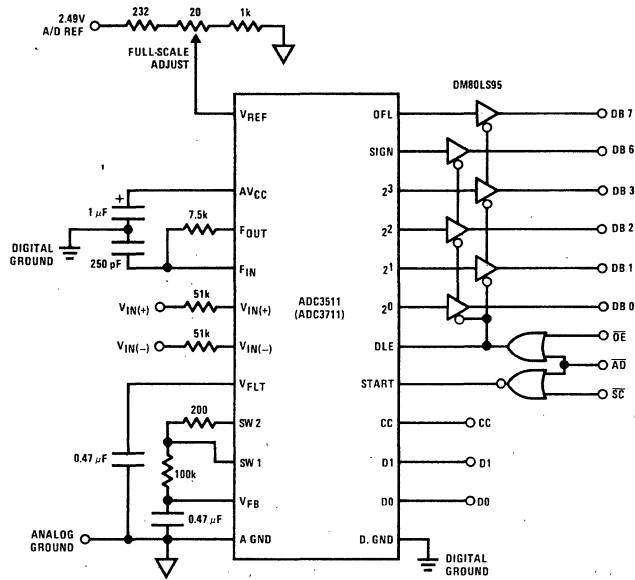 2.49V
A/D REF
232
20
1k
FULL-SCALE
ADJUST
DM80LS95
VREF
OFL
DB 7
SIGN
DB 6
AVCC
2³
DB 3
1 μF
+
7.5k
FOUT
2²
DB 2
DIGITAL
GROUND
250 pF
FIN
2¹
DB 1
ADC3511
(ADC3711)
VIN(+)
51k
VIN(+)
2⁰
DB 0
VIN(−)
51k
VIN(−)
DLE
O̅E̅
A̅D̅
VFLT
START
S̅C̅
200
SW 2
CC
CC
0.47 μF
SW 1
D1
D1
100k
VFB
D0
D0
0.47 μF
ANALOG
GROUND
A GND
D. GND
DIGITAL
GROUND